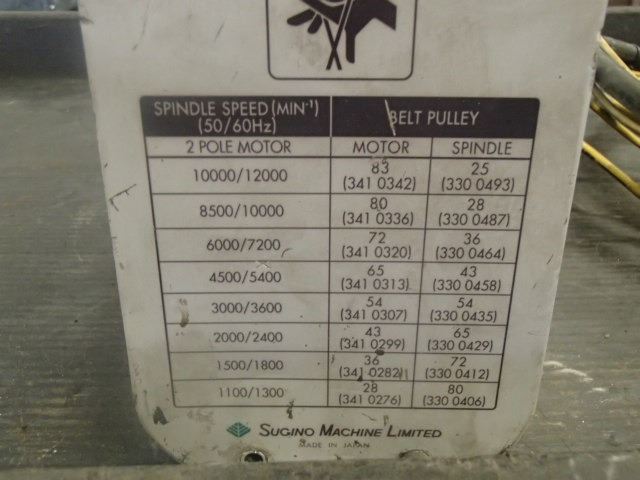 SPINDLE SPEED (MIN⁻¹) BELT PULLEY
(50/60Hz)
2 POLE MOTOR MOTOR SPINDLE
10000/12000 83 25
(341 0342) (330 0493)
8500/10000 80 28
(341 0336) (330 0487)
6000/7200 72 36
(341 0320) (330 0464)
4500/5400 65 43
(341 0313) (330 0458)
3000/3600 54 54
(341 0307) (330 0435)
2000/2400 43 65
(341 0299) (330 0429)
1500/1800 36 72
(341 0282) (330 0412)
1100/1300 28 80
(341 0276) (330 0406)
SUGINO MACHINE LIMITED
MADE IN JAPAN